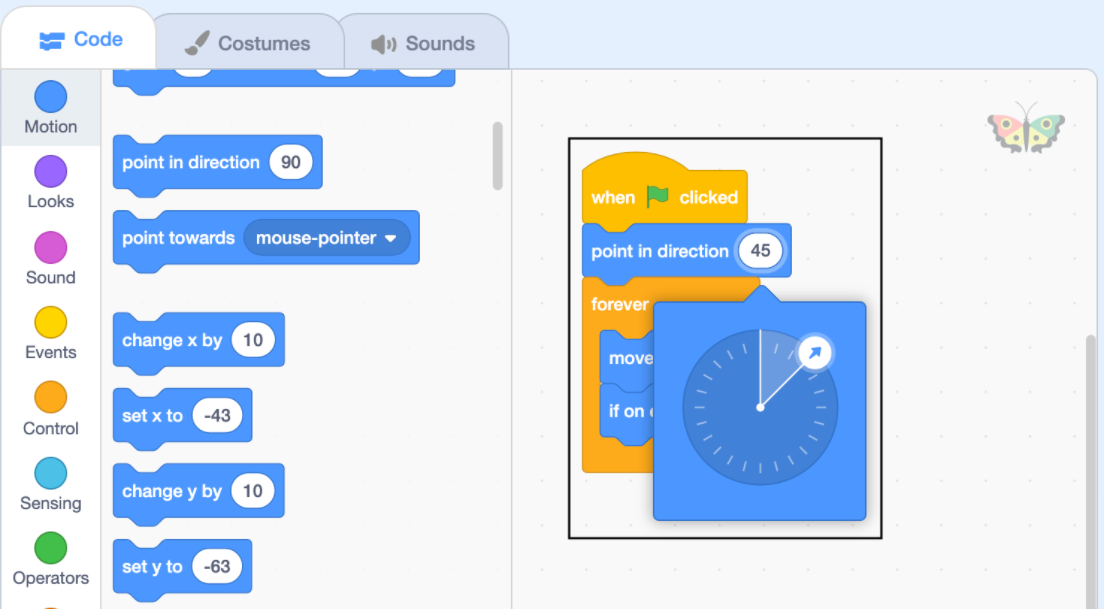 Code
Costumes
Sounds
Motion
Looks
Sound
Events
Control
Sensing
Operators
point in direction 90
point towards mouse-pointer
change x by 10
set x to -43
change y by 10
set y to -63
when clicked
point in direction 45
forever
move
if on